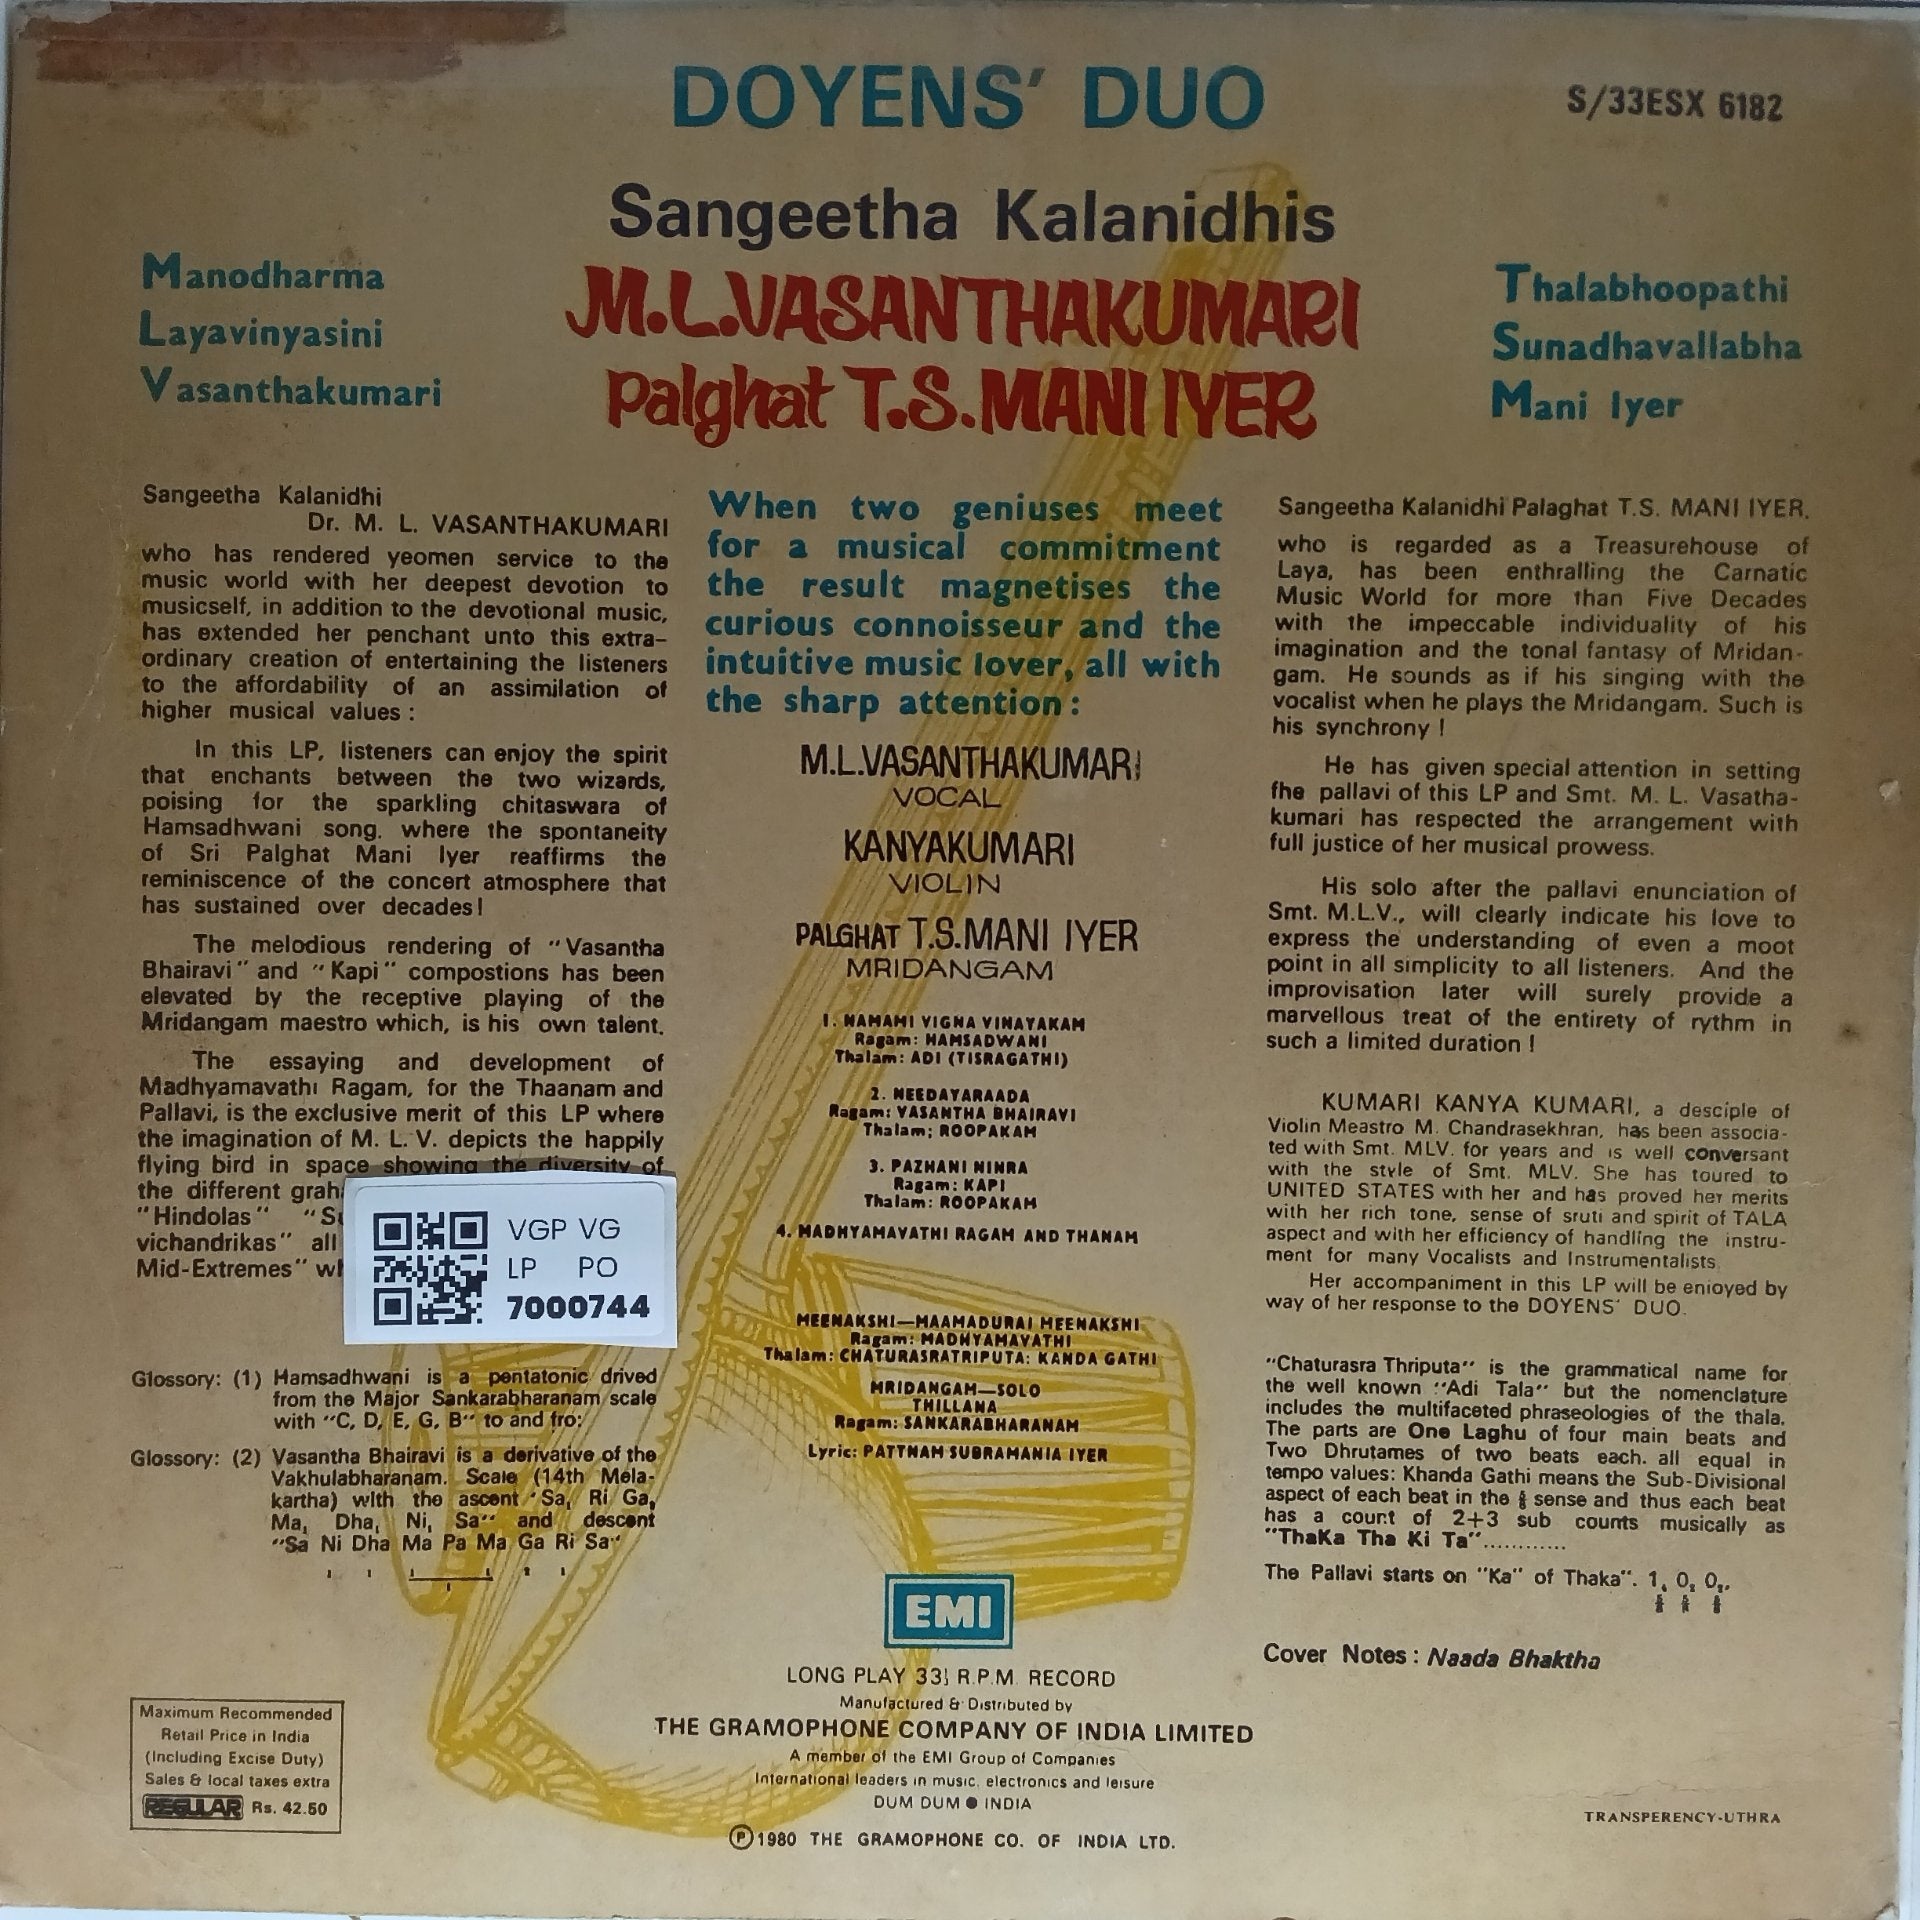 DOYENS' DUO
S/33ESX 6182
Sangeetha Kalanidhis
M.L.VASANTHAKUMARI
Palghat T.S.MANI IYER
Manodharma
Layavinyasini
Vasanthakumari
Thalabhoopathi
Sunadhavallabha
Mani Iyer
Sangeetha Kalanidhi
Dr. M. L. VASANTHAKUMARI
who has rendered yeomen service to the
music world with her deepest devotion to
musicself, in addition to the devotional music,
has extended her penchant unto this extra-
ordinary creation of entertaining the listeners
to the affordability of an assimilation of
higher musical values :
In this LP, listeners can enjoy the spirit
that enchants between the two wizards,
poising for the sparkling chitaswara of
Hamsadhwani song. where the spontaneity
of Sri Palghat Mani Iyer reaffirms the
reminiscence of the concert atmosphere that
has sustained over decades!
The melodious rendering of "Vasantha
Bhairavi" and "Kapi" compostions has been
elevated by the receptive playing of the
Mridangam maestro which, is his own talent.
The essaying and development of
Madhyamavathi Ragam, for the Thaanam and
Pallavi, is the exclusive merit of this LP where
the imagination of M. L. V. depicts the happily
flying bird in space showing the diversity of
the different
"Hindolas"
vichandrikas" all
Mid-Extremes"
VGP VG
LP PO
7000744
Glossory: (1) Hamsadhwani is a pentatonic drived
from the Major Sankarabharanam scale
with "C, D, E, G, B" to and fro:
Glossory: (2) Vasantha Bhairavi is a derivative of the
Vakhulabharanam. Scale (14th Mela-
kartha) with the ascent 'Sa, Ri Ga,
Ma, Dha, Ni, Sa" and descent
"Sa Ni Dha Ma Pa Ma Ga Ri Sa"
Maximum Recommended
Retail Price in India
(Including Excise Duty)
Sales & local taxes extra
REGULAR Rs. 42.50
When two geniuses meet
for a musical commitment
the result magnetises the
curious connoisseur and the
intuitive music lover, all with
the sharp attention :
M.L.VASANTHAKUMARI
VOCAL
KANYAKUMARI
VIOLIN
PALGHAT T.S.MANI IYER
MRIDANGAM
1. NAMAMI VIGNA VINAYAKAM
Ragam: HAMSADWANI
Thalam: ADI (TISRAGATHI)
2. NEEDAYARAADA
Ragam: VASANTHA BHAIRAVI
Thalam; ROOPAKAM
3. PAZHANI NINRA
Ragam: KAPI
Thalam: ROOPAKAM
4. MADHYAMAVATHI RAGAM AND THANAM
MEENAKSHI—MAAMADURAI MEENAKSHI
Ragam: MADHYAMAVATHI
Thalam: CHATURASRATRIPUTA: KANDA GATHI
MRIDANGAM—SOLO
THILLANA
Ragam: SANKARABHARANAM
Lyric: PATTNAM SUBRAMANIA IYER
EMI
LONG PLAY 33⅓ R.P.M. RECORD
Manufactured & Distributed by
THE GRAMOPHONE COMPANY OF INDIA LIMITED
A member of the EMI Group of Companies
International leaders in music, electronics and leisure
DUM DUM ● INDIA
℗1980 THE GRAMOPHONE CO. OF INDIA LTD.
Sangeetha Kalanidhi Palaghat T.S. MANI IYER.
who is regarded as a Treasurehouse of
Laya, has been enthralling the Carnatic
Music World for more than Five Decades
with the impeccable individuality of his
imagination and the tonal fantasy of Mridan-
gam. He sounds as if his singing with the
vocalist when he plays the Mridangam. Such is
his synchrony !
He has given special attention in setting
fhe pallavi of this LP and Smt. M. L. Vasatha-
kumari has respected the arrangement with
full justice of her musical prowess.
His solo after the pallavi enunciation of
Smt. M.L.V., will clearly indicate his love to
express the understanding of even a moot
point in all simplicity to all listeners. And the
improvisation later will surely provide a
marvellous treat of the entirety of rythm in
such a limited duration !
KUMARI KANYA KUMARI, a desciple of
Violin Meastro M. Chandrasekhran, has been associa-
ted with Smt. MLV. for years and is well conversant
with the style of Smt. MLV. She has toured to
UNITED STATES with her and has proved her merits
with her rich tone, sense of sruti and spirit of TALA
aspect and with her efficiency of handling the instru-
ment for many Vocalists and Instrumentalists.
Her accompaniment in this LP will be enioyed by
way of her response to the DOYENS' DUO.
"Chaturasra Thriputa" is the grammatical name for
the well known "Adi Tala" but the nomenclature
includes the multifaceted phraseologies of the thala.
The parts are One Laghu of four main beats and
Two Dhrutames of two beats each. all equal in
tempo values: Khanda Gathi means the Sub-Divisional
aspect of each beat in the ⅝ sense and thus each beat
has a count of 2+3 sub counts musically as
"ThaKa Tha Ki Ta"............
The Pallavi starts on "Ka" of Thaka". 1, 0, 0,
Cover Notes : Naada Bhaktha
TRANSPERENCY-UTHRA